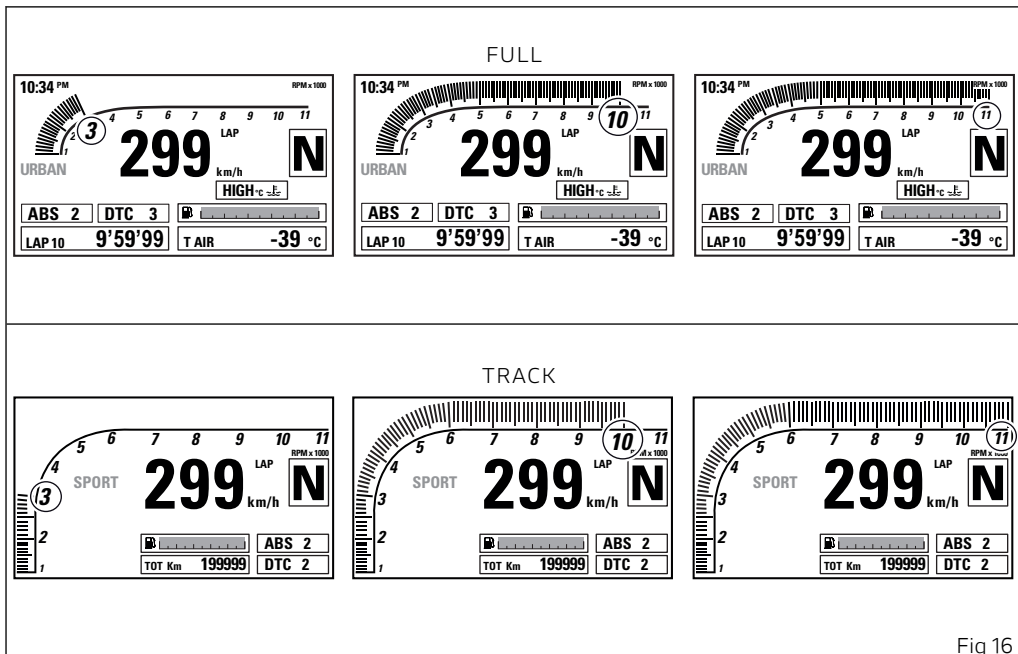 FULL
10:34 PM RPM x 1000
1 2 3 4 5 6 7 8 9 10 11
LAP
299 km/h N
URBAN
HIGH °C
ABS 2 DTC 3
LAP 10 9'59'99 T AIR -39 °C
10:34 PM RPM x 1000
1 2 3 4 5 6 7 8 9 10 11
LAP
299 km/h N
URBAN
HIGH °C
ABS 2 DTC 3
LAP 10 9'59'99 T AIR -39 °C
10:34 PM RPM x 1000
1 2 3 4 5 6 7 8 9 10 11
LAP
299 km/h N
URBAN
HIGH °C
ABS 2 DTC 3
LAP 10 9'59'99 T AIR -39 °C
TRACK
1 2 3 4 5 6 7 8 9 10 11
RPM x 1000
SPORT 299 km/h LAP N
ABS 2
TOT Km 199999 DTC 2
1 2 3 4 5 6 7 8 9 10 11
RPM x 1000
SPORT 299 km/h LAP N
ABS 2
TOT Km 199999 DTC 2
1 2 3 4 5 6 7 8 9 10 11
RPM x 1000
SPORT 299 km/h LAP N
ABS 2
TOT Km 199999 DTC 2
Fig 16